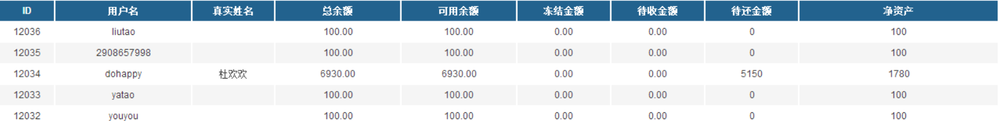 ID 用户名 真实姓名 总余额 可用余额 冻结金额 待收金额 待还金额 净资产
12036 liutao 100.00 100.00 0.00 0.00 0 100
12035 2908657998 100.00 100.00 0.00 0.00 0 100
12034 dohappy 杜欢欢 6930.00 6930.00 0.00 0.00 5150 1780
12033 yatao 100.00 100.00 0.00 0.00 0 100
12032 youyou 100.00 100.00 0.00 0.00 0 100